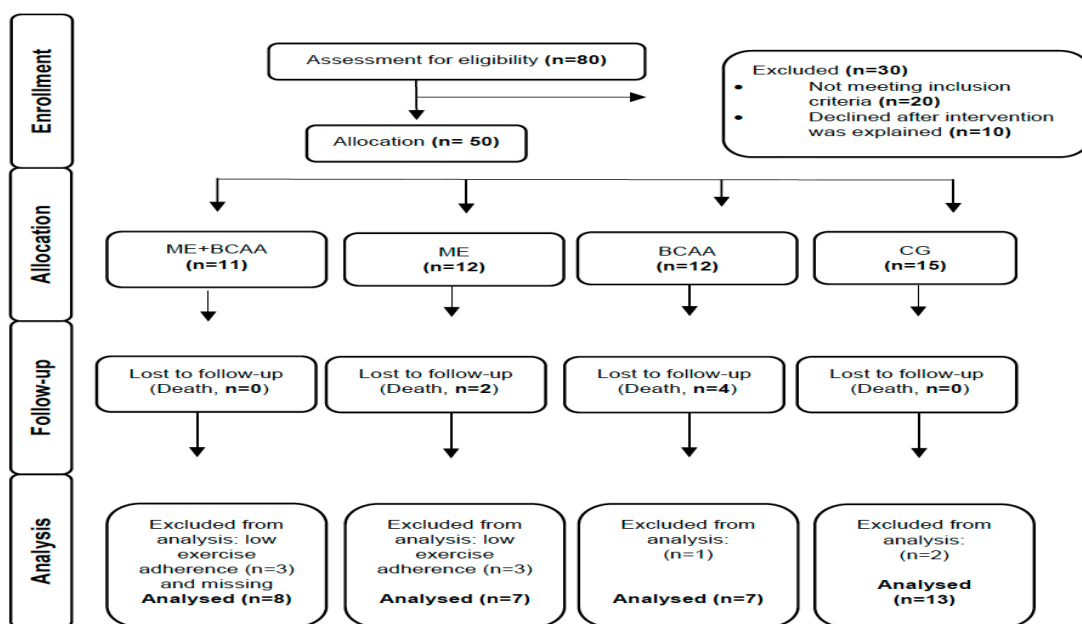 Enrollment
Assessment for eligibility (n=80)
Excluded (n=30)
• Not meeting inclusion
criteria (n=20)
• Declined after intervention
was explained (n=10)
Allocation (n= 50)
Allocation
ME+BCAA
(n=11)
ME
(n=12)
BCAA
(n=12)
CG
(n=15)
Follow-up
Lost to follow-up
(Death, n=0)
Lost to follow-up
(Death, n=2)
Lost to follow-up
(Death, n=4)
Lost to follow-up
(Death, n=0)
Analysis
Excluded from
analysis: low
exercise
adherence (n=3)
and missing
Analysed (n=8)
Excluded from
analysis: low
exercise
adherence (n=3)
Analysed (n=7)
Excluded from
analysis:
(n=1)
Analysed (n=7)
Excluded from
analysis:
(n=2)
Analysed
(n=13)